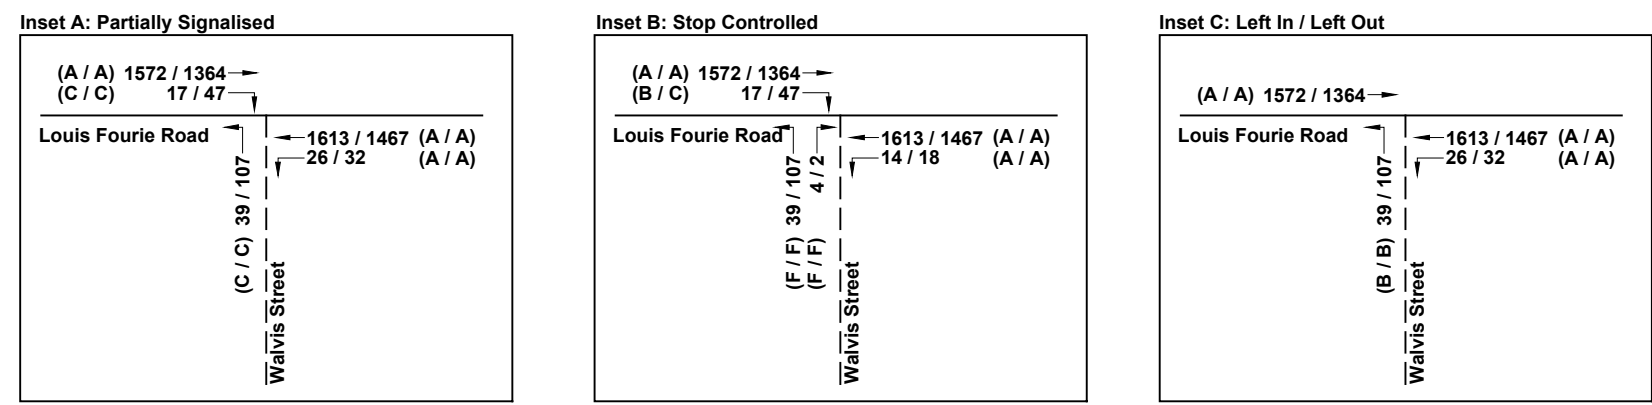 Inset A: Partially Signalised
(A / A) 1572 / 1364
(C / C) 17 / 47
Louis Fourie Road
1613 / 1467 (A / A)
26 / 32 (A / A)
(C / C) 39 / 107
Walvis Street
Inset B: Stop Controlled
(A / A) 1572 / 1364
(B / C) 17 / 47
Louis Fourie Road
1613 / 1467 (A / A)
14 / 18 (A / A)
(F / F) 39 / 107
(F / F) 4 / 2
Walvis Street
Inset C: Left In / Left Out
(A / A) 1572 / 1364
Louis Fourie Road
1613 / 1467 (A / A)
26 / 32 (A / A)
(B / B) 39 / 107
Walvis Street